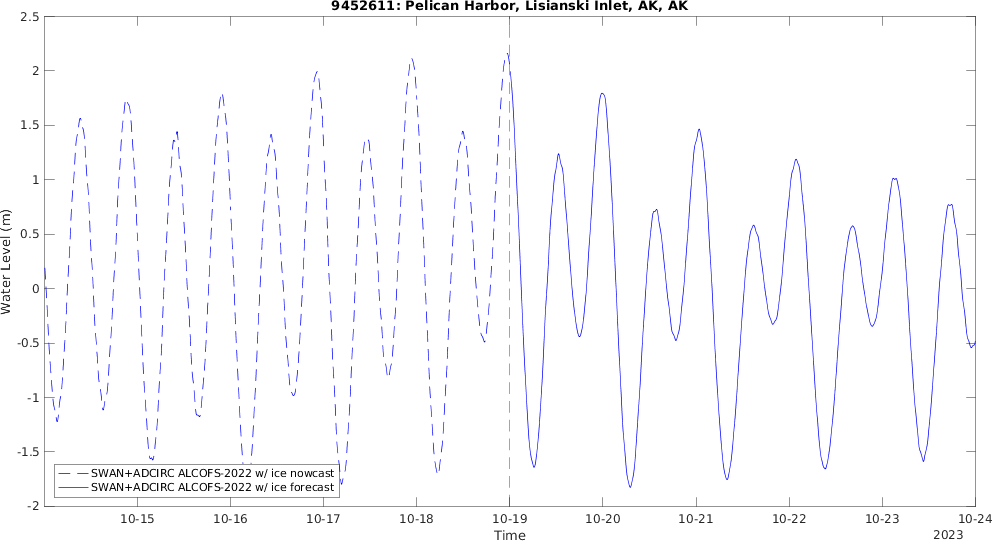 9452611: Pelican Harbor, Lisianski Inlet, AK, AK
2.5
2
1.5
1
0.5
0
-0.5
-1
-1.5
-2
Water Level (m)
SWAN+ADCIRC ALCOFS-2022 w/ ice nowcast
SWAN+ADCIRC ALCOFS-2022 w/ ice forecast
10-15 10-16 10-17 10-18 10-19 10-20 10-21 10-22 10-23 10-24
Time
2023